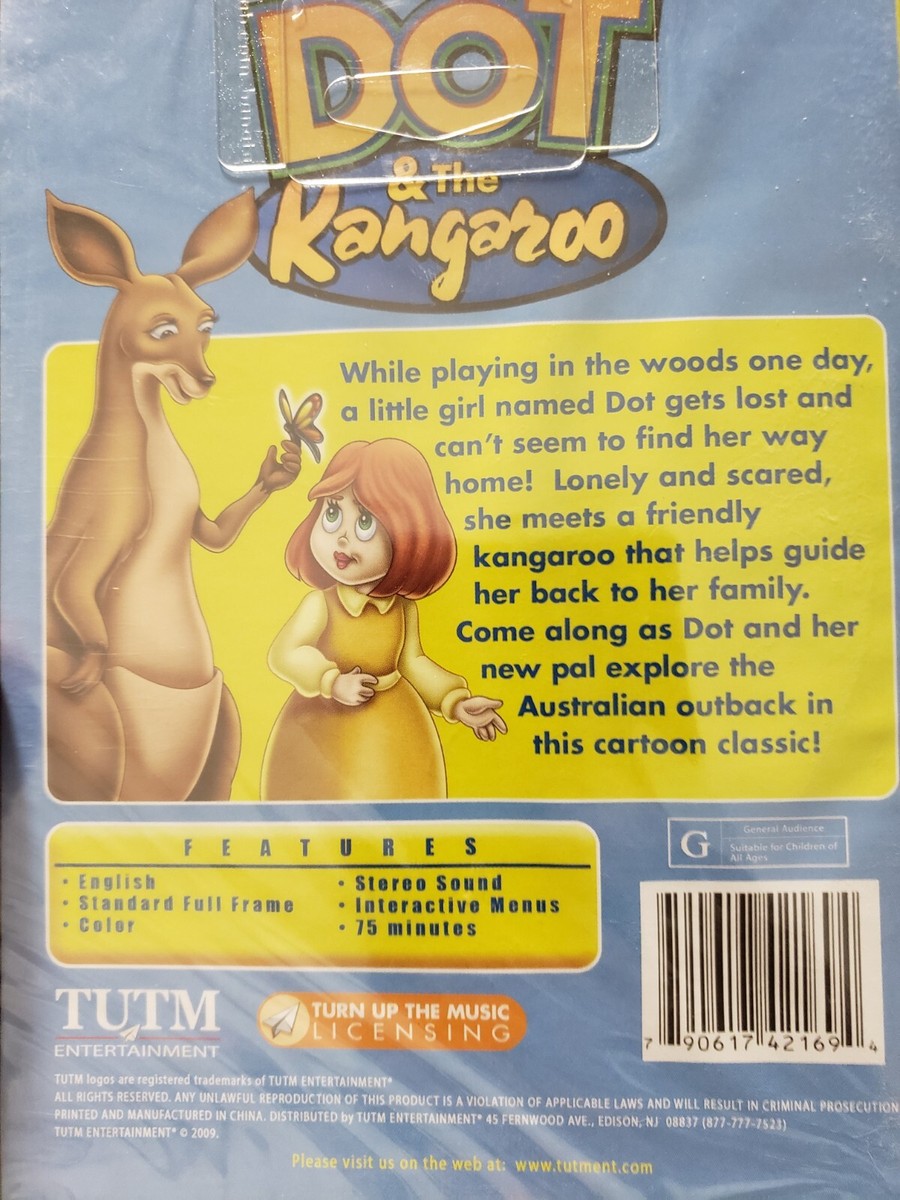 DOT
& The
Kangaroo
While playing in the woods one day,
a little girl named Dot gets lost and
can't seem to find her way
home! Lonely and scared,
she meets a friendly
kangaroo that helps guide
her back to her family.
Come along as Dot and her
new pal explore the
Australian outback in
this cartoon classic!
FEATURES
• English
• Standard Full Frame
• Color
• Stereo Sound
• Interactive Menus
• 75 minutes
G
General Audience
Suitable for Children of
All Ages
7 90617 42169 4
TUTM
ENTERTAINMENT
TURN UP THE MUSIC
LICENSING
TUTM logos are registered trademarks of TUTM ENTERTAINMENT*
ALL RIGHTS RESERVED. ANY UNLAWFUL REPRODUCTION OF THIS PRODUCT IS A VIOLATION OF APPLICABLE LAWS AND WILL RESULT IN CRIMINAL PROSECUTION
PRINTED AND MANUFACTURED IN CHINA. DISTRIBUTED by TUTM ENTERTAINMENT* 45 FERNWOOD AVE., EDISON, NJ 08837 (877-777-7523)
TUTM ENTERTAINMENT* © 2009.
Please visit us on the web at: www.tutment.com